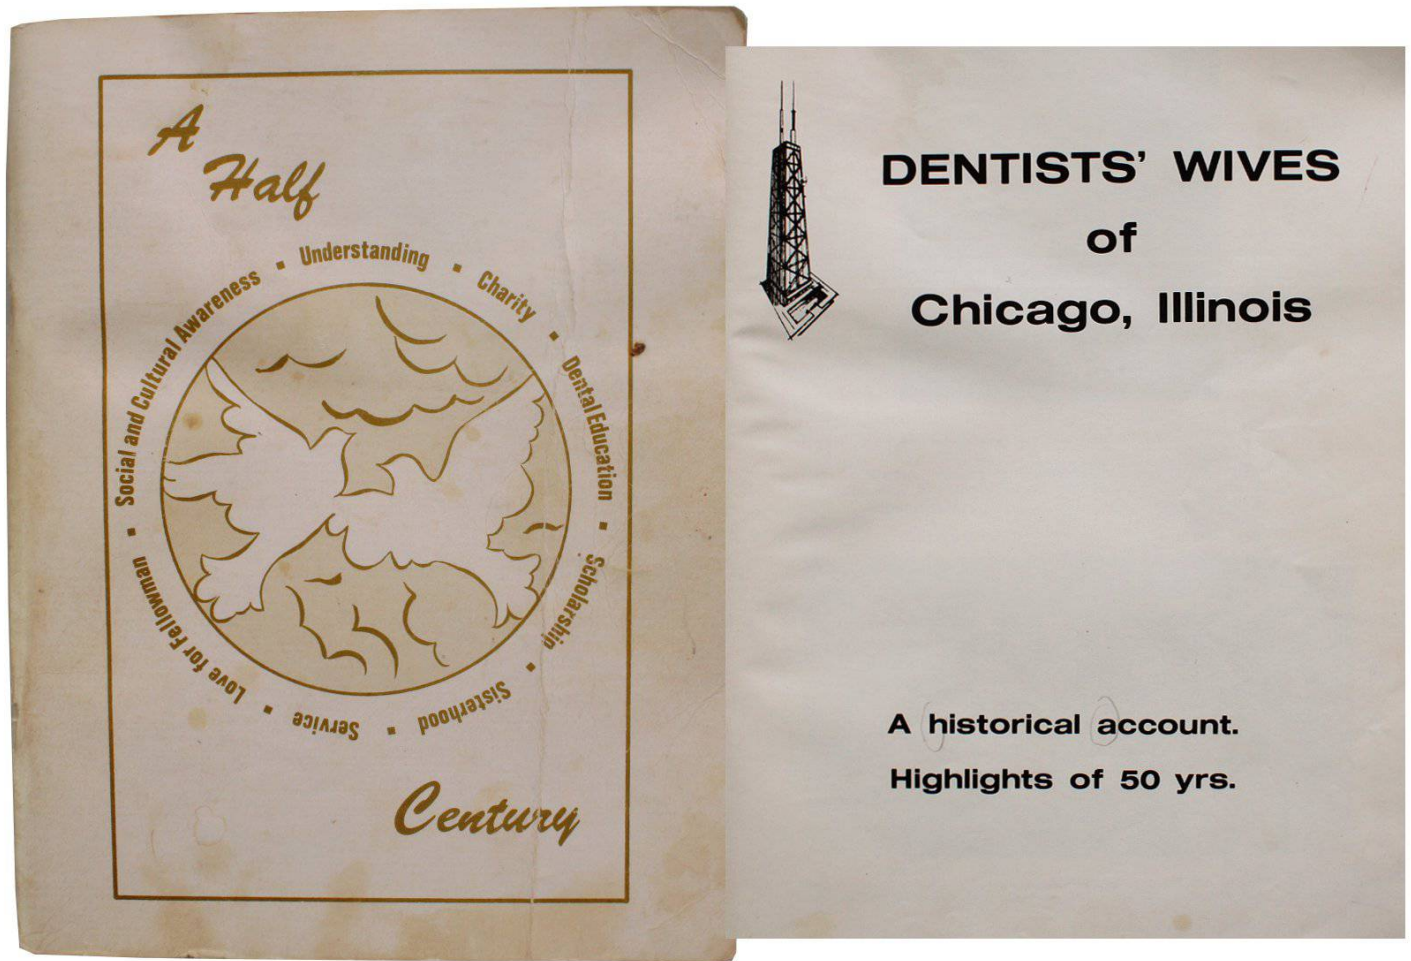 A
Half
Social and Cultural Awareness ▪ Understanding ▪ Charity ▪ Dental Education ▪ Scholarship ▪ Sisterhood ▪ Service ▪ Love for Fellowman ▪
Century
DENTISTS’ WIVES
of
Chicago, Illinois
A historical account.
Highlights of 50 yrs.